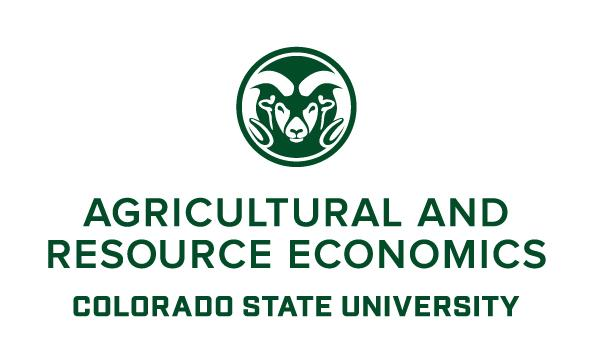 AGRICULTURAL AND
RESOURCE ECONOMICS
COLORADO STATE UNIVERSITY